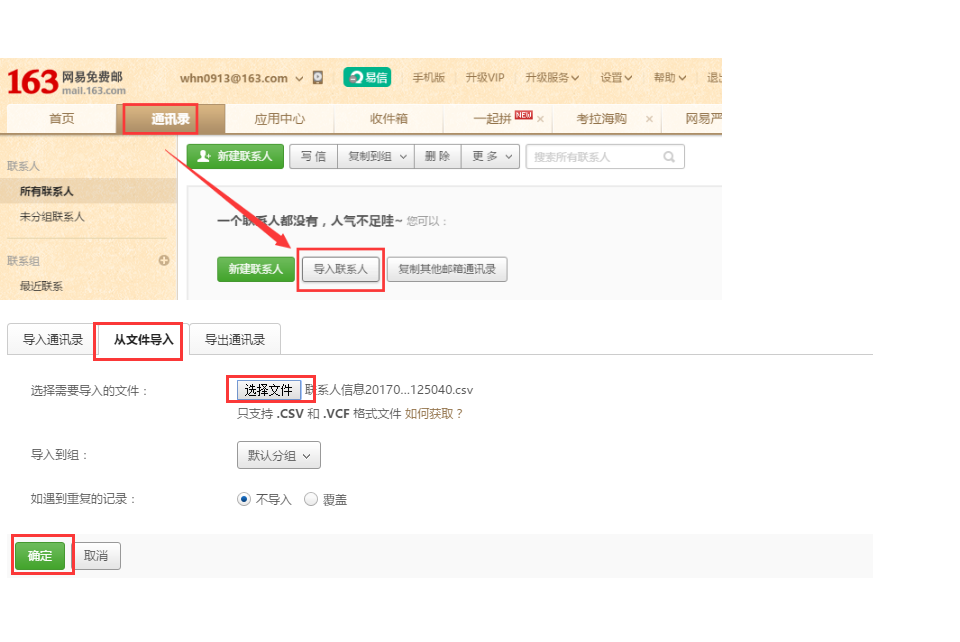 163 网易免费邮 mail.163.com whn0913@163.com 易信 手机版 升级VIP 升级服务 设置 帮助
首页 通讯录 应用中心 收件箱 一起拼 NEW × 考拉海购 × 网易严
新建联系人 写 信 复制到组 删 除 更 多 搜索所有联系人
联系人
所有联系人
未分组联系人
联系组
最近联系
一个联系人都没有，人气不足哇~ 您可以：
新建联系人 导入联系人 复制其他邮箱通讯录
导入通讯录 从文件导入 导出通讯录
选择需要导入的文件： 选择文件 联系人信息20170...125040.csv
只支持 .CSV 和 .VCF 格式文件 如何获取？
导入到组： 默认分组
如遇到重复的记录： 不导入 覆盖
确定 取消